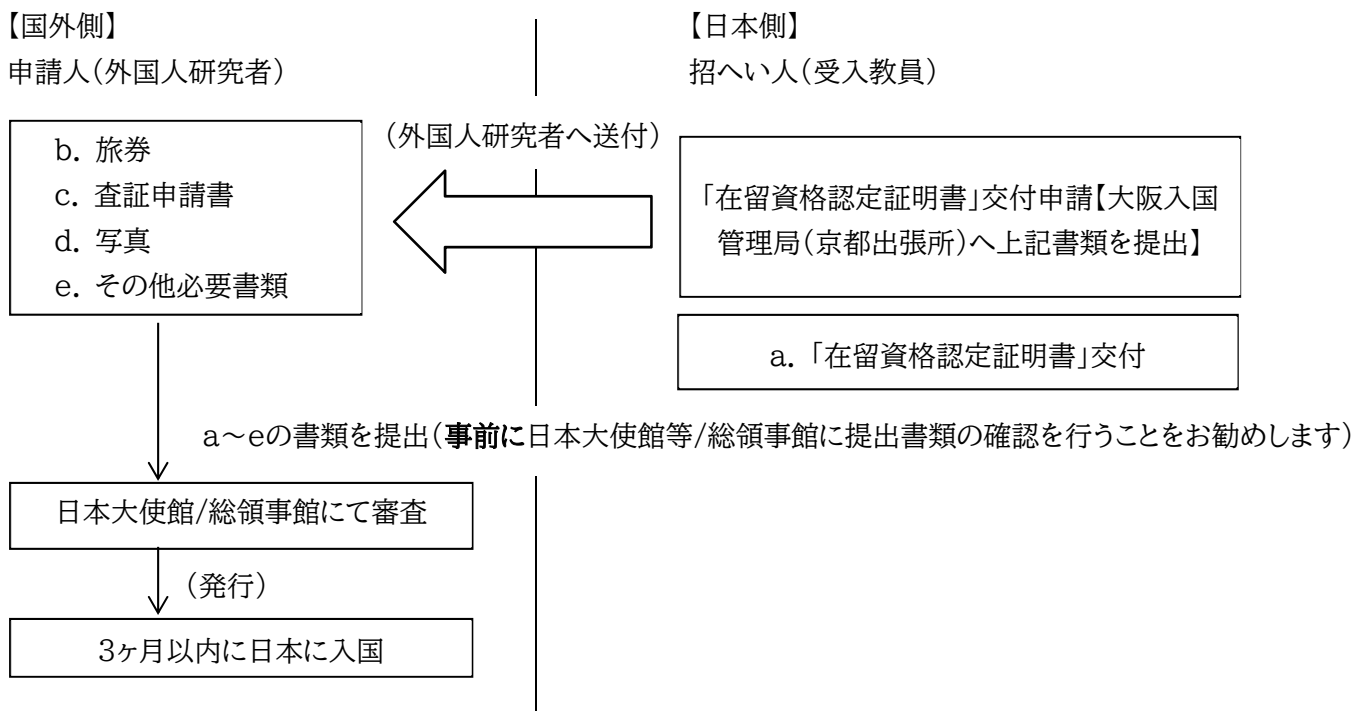 【国外側】
申請人(外国人研究者)
【日本側】
招へい人(受入教員)
b. 旅券
c. 査証申請書
d. 写真
e. その他必要書類
(外国人研究者へ送付)
「在留資格認定証明書」交付申請【大阪入国
管理局(京都出張所)へ上記書類を提出】
a. 「在留資格認定証明書」交付
a～eの書類を提出(事前に日本大使館等/総領事館に提出書類の確認を行うことをお勧めします)
日本大使館/総領事館にて審査
(発行)
3ヶ月以内に日本に入国